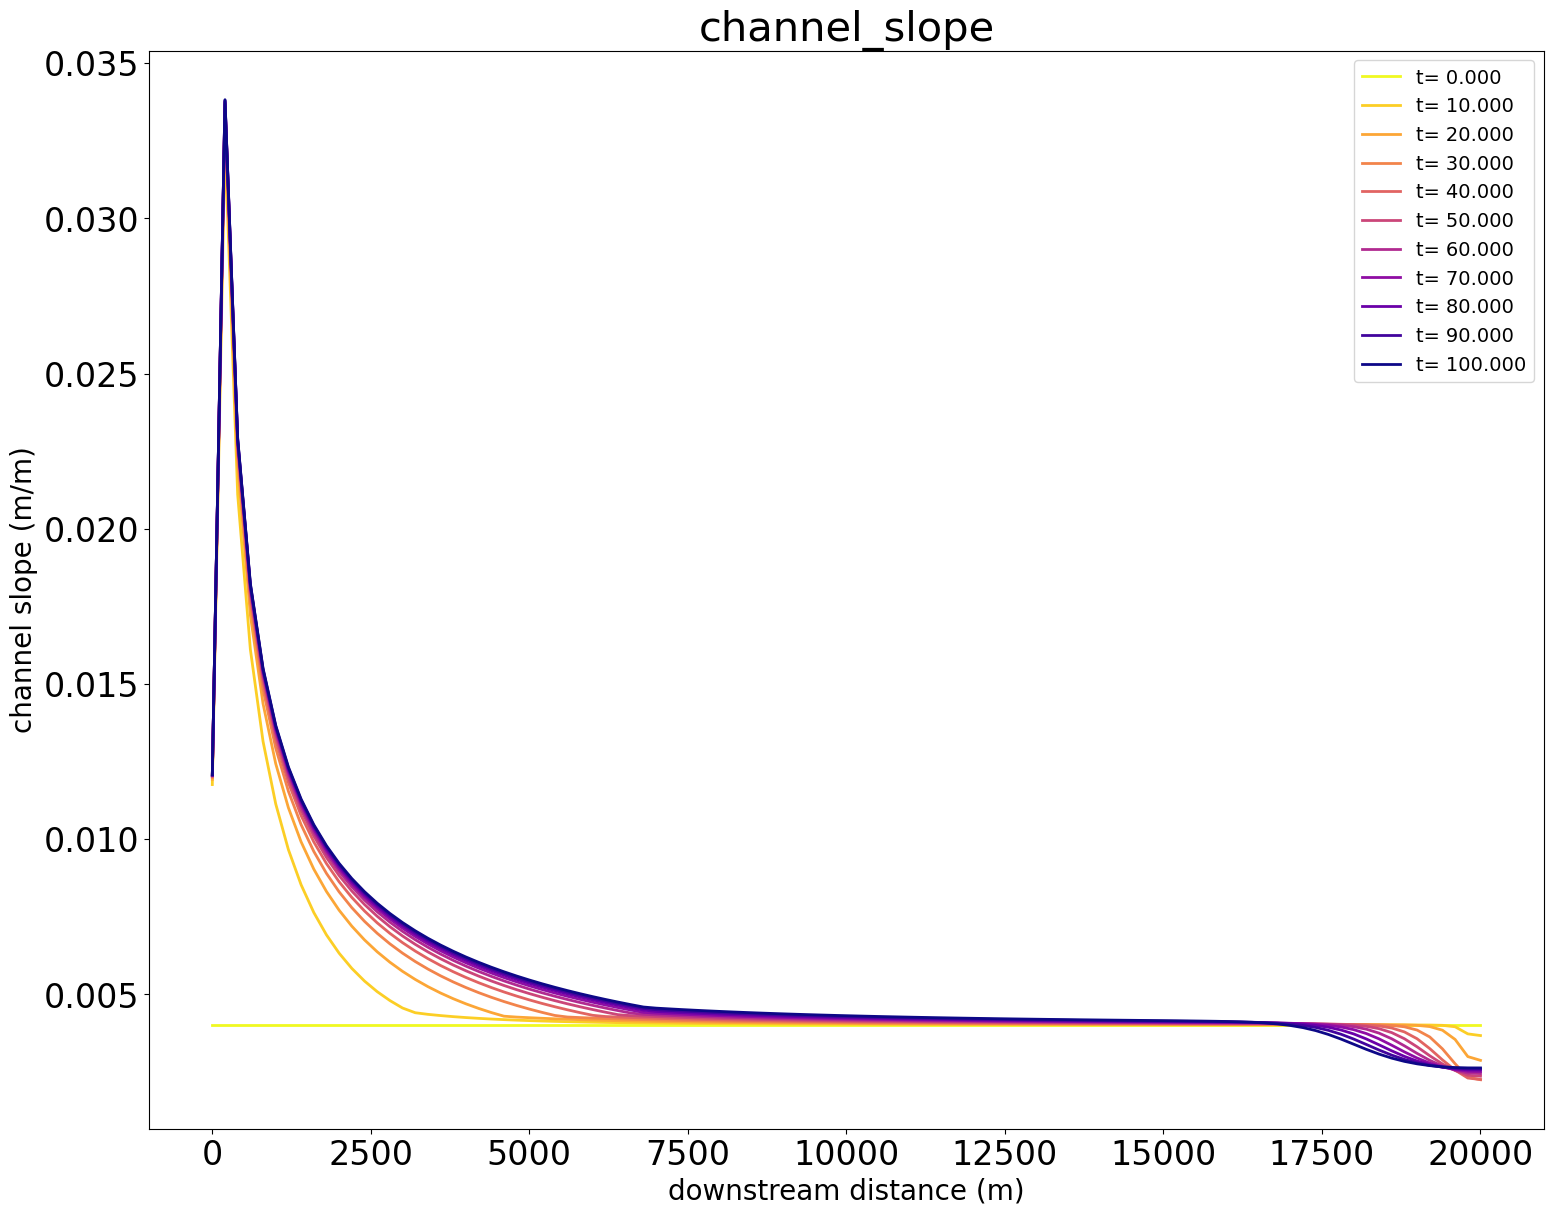 channel_slope
0.035
0.030
0.025
0.020
0.015
0.010
0.005
channel slope (m/m)
t= 0.000
t= 10.000
t= 20.000
t= 30.000
t= 40.000
t= 50.000
t= 60.000
t= 70.000
t= 80.000
t= 90.000
t= 100.000
0 2500 5000 7500 10000 12500 15000 17500 20000
downstream distance (m)